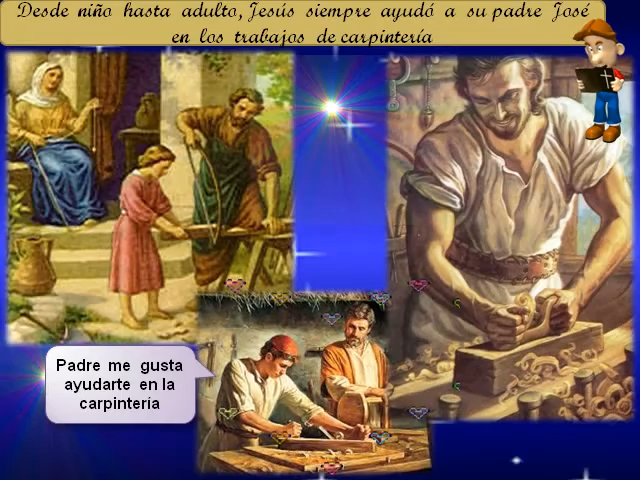 Desde niño hasta adulto, Jesús siempre ayudó a su padre José
en los trabajos de carpintería
Padre me gusta
ayudarte en la
carpintería